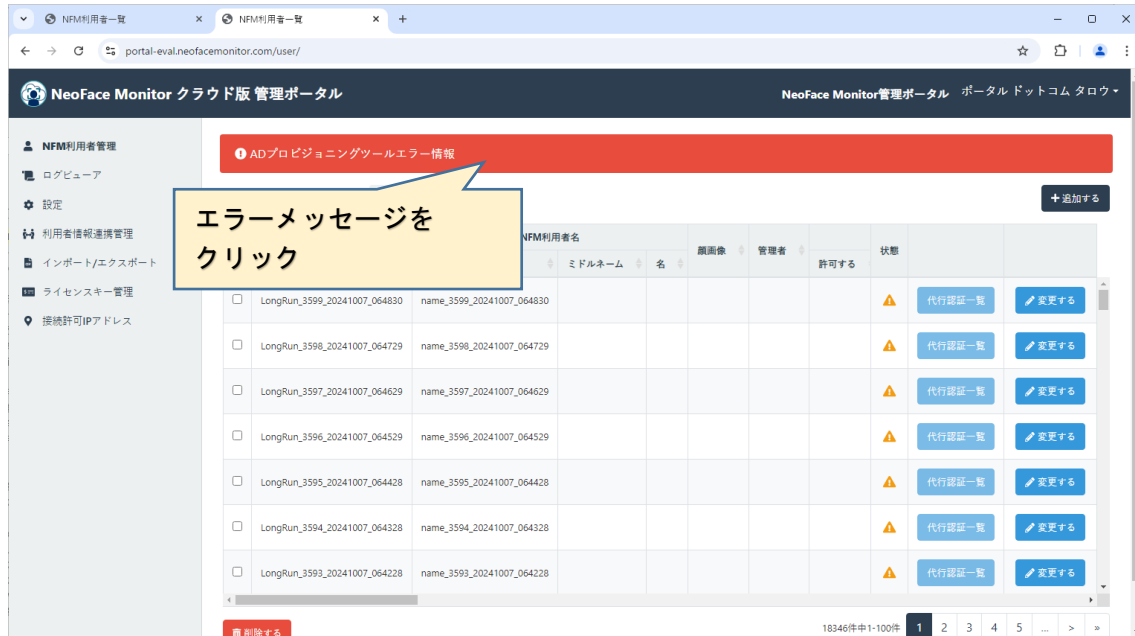 NFM利用者一覧
NFM利用者一覧
portal-eval.neofacemonitor.com/user/
NeoFace Monitor クラウド版 管理ポータル
NeoFace Monitor管理ポータル ポータル ドットコム タロウ
NFM利用者管理
ログビューア
設定
利用者情報連携管理
インポート/エクスポート
ライセンスキー管理
接続許可IPアドレス
ADプロビジョニングツールエラー情報
エラーメッセージを
クリック
追加する
NFM利用者名
ミドルネーム 名 顔画像 管理者 許可する 状態
LongRun_3599_20241007_064830 name_3599_20241007_064830 代行認証一覧 変更する
LongRun_3598_20241007_064729 name_3598_20241007_064729 代行認証一覧 変更する
LongRun_3597_20241007_064629 name_3597_20241007_064629 代行認証一覧 変更する
LongRun_3596_20241007_064529 name_3596_20241007_064529 代行認証一覧 変更する
LongRun_3595_20241007_064428 name_3595_20241007_064428 代行認証一覧 変更する
LongRun_3594_20241007_064328 name_3594_20241007_064328 代行認証一覧 変更する
LongRun_3593_20241007_064228 name_3593_20241007_064228 代行認証一覧 変更する
削除する
18346件中1-100件 1 2 3 4 5 ... > »